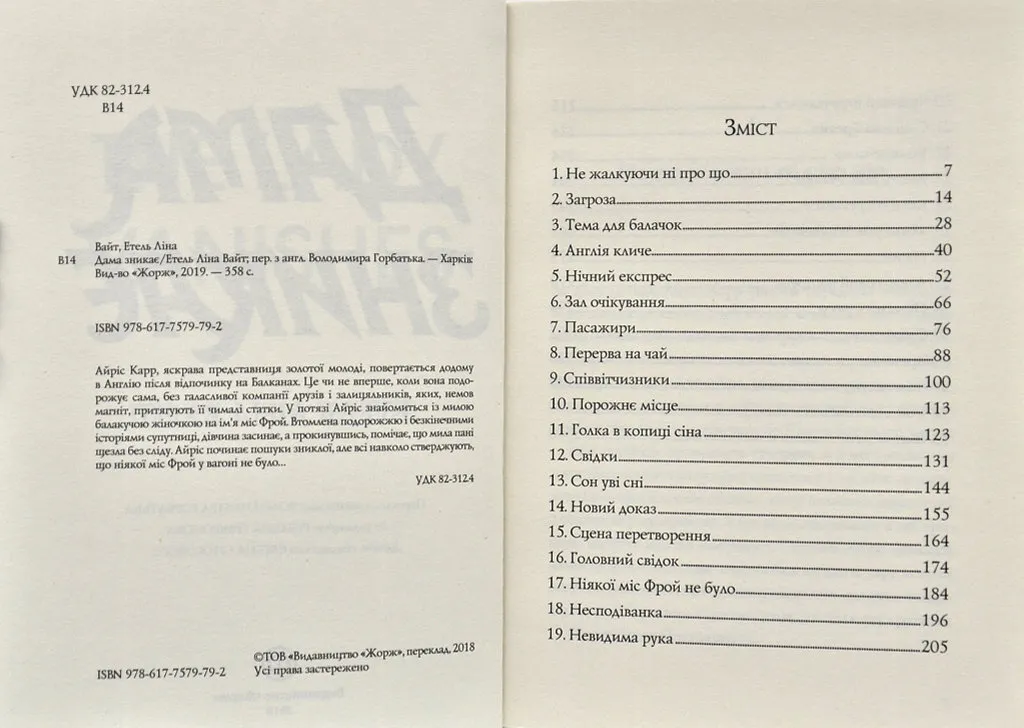 УДК 82-312.4
В14
Вайт, Етель Ліна
В14 Дама зникає/Етель Ліна Вайт; пер. з англ. Володимира Горбатька. — Харків:
Вид-во «Жорж», 2019. — 358 с.
ISBN 978-617-7579-79-2
Айріс Карр, яскрава представниця золотої молоді, повертається додому
в Англію після відпочинку на Балканах. Це чи не вперше, коли вона подо-
рожує сама, без галасливої компанії друзів і залицяльників, яких, немов
магніт, притягують її чималі статки. У потязі Айріс знайомиться із милою
балакучою жіночкою на ім'я міс Фрой. Втомлена подорожжю і безкінечними
історіями супутниці, дівчина засинає, а прокинувшись, помічає, що мила пані
щезла без сліду. Айріс починає пошуки зниклої, але всі навколо стверджують,
що ніякої міс Фрой у вагоні не було...
УДК 82-312.4
ISBN 978-617-7579-79-2
©ТОВ «Видавництво «Жорж», переклад, 2018
Усі права застережено
Зміст
1. Не жалкуючи ні про що 7
2. Загроза 14
3. Тема для балачок 28
4. Англія кличе 40
5. Нічний експрес 52
6. Зал очікування 66
7. Пасажири 76
8. Перерва на чай 88
9. Співвітчизники 100
10. Порожнє місце 113
11. Голка в копиці сіна 123
12. Свідки 131
13. Сон уві сні 144
14. Новий доказ 155
15. Сцена перетворення 164
16. Головний свідок 174
17. Ніякої міс Фрой не було 184
18. Несподіванка 196
19. Невидима рука 205